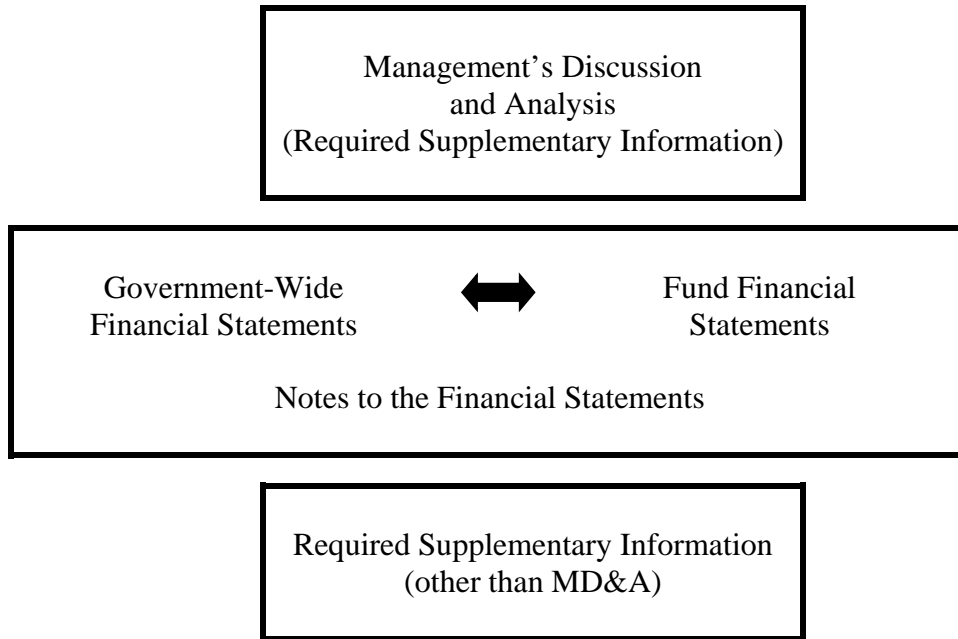 Management’s Discussion
and Analysis
(Required Supplementary Information)
Government-Wide
Financial Statements
Fund Financial
Statements
Notes to the Financial Statements
Required Supplementary Information
(other than MD&A)